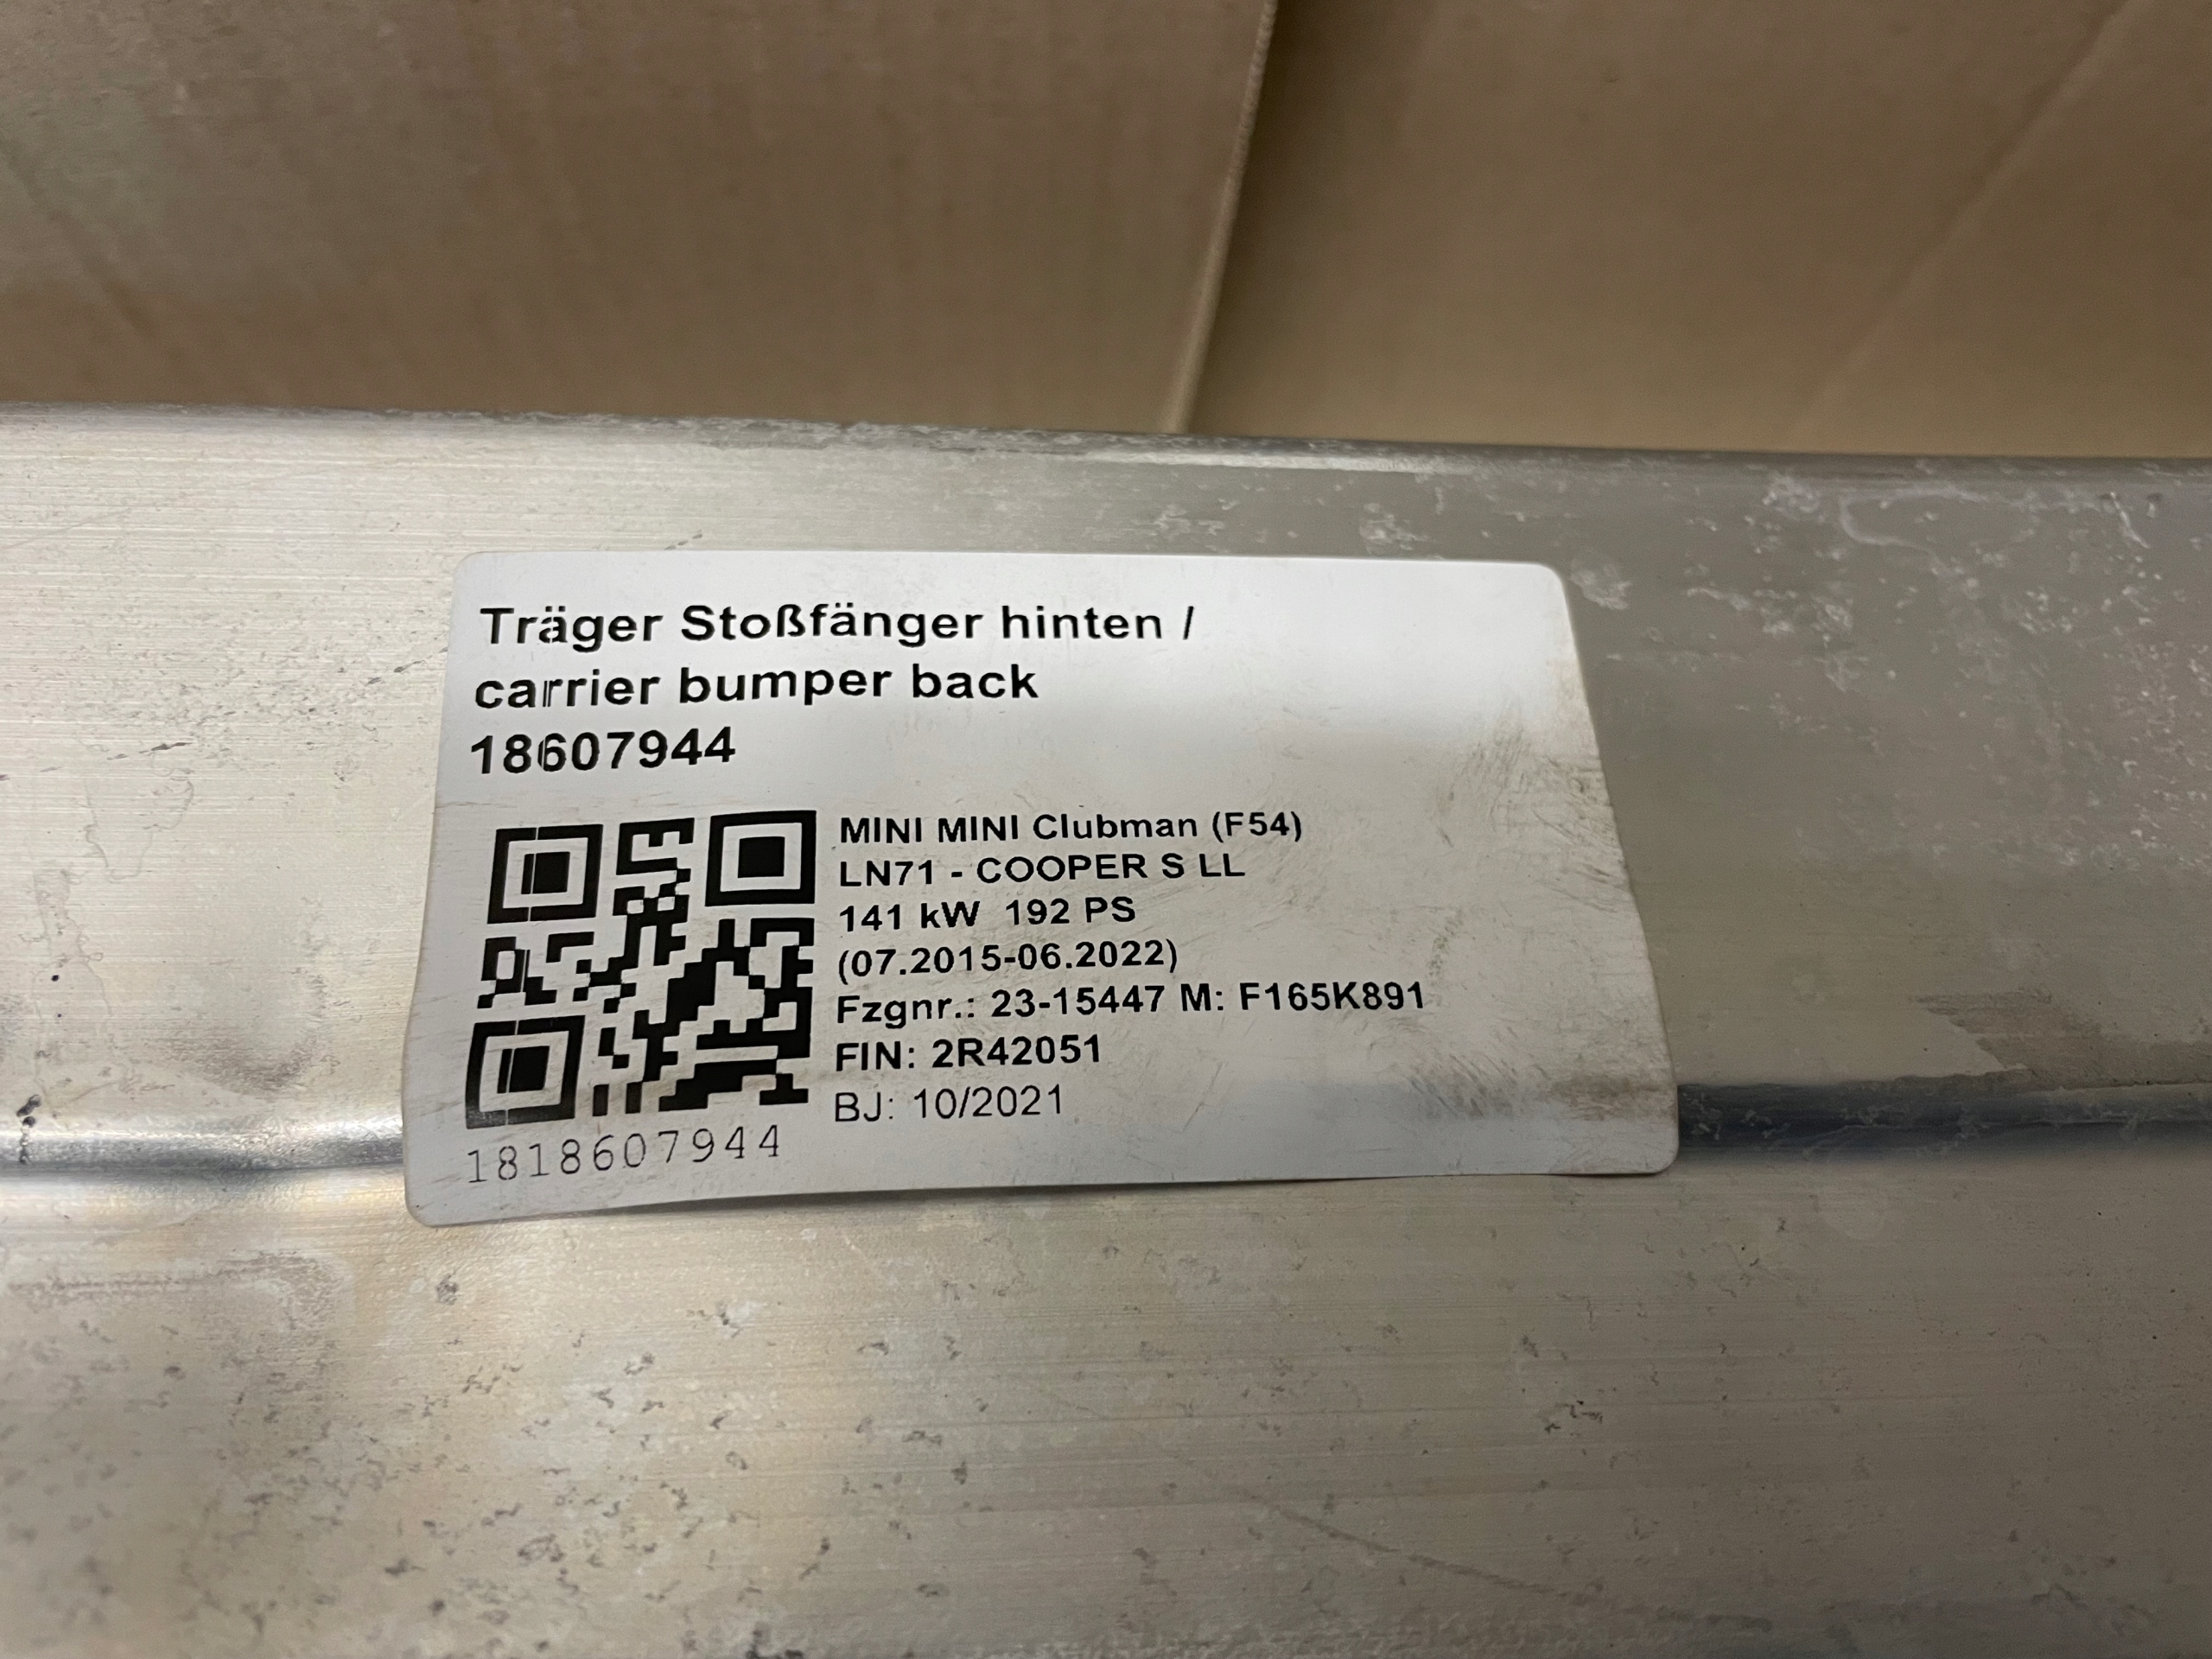 Träger Stoßfänger hinten /
carrier bumper back
18607944
MINI MINI Clubman (F54)
LN71 - COOPER S LL
141 kW 192 PS
(07.2015-06.2022)
Fzgnr.: 23-15447 M: F165K891
FIN: 2R42051
BJ: 10/2021
1818607944